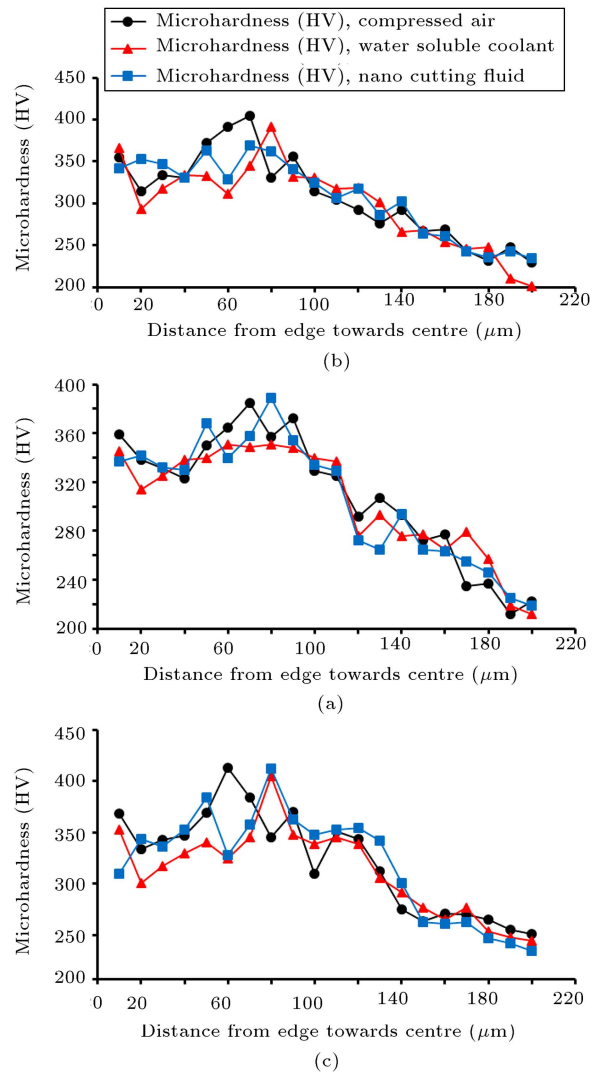 Microhardness (HV), compressed air
Microhardness (HV), water soluble coolant
Microhardness (HV), nano cutting fluid
Microhardness (HV)
450
400
350
300
250
200
0 20 60 100 140 180 220
Distance from edge towards centre (μm)
(b)
Microhardness (HV)
400
360
320
280
240
200
0 20 60 100 140 180 220
Distance from edge towards centre (μm)
(a)
Microhardness (HV)
450
400
350
300
250
200
0 20 60 100 140 180 220
Distance from edge towards centre (μm)
(c)